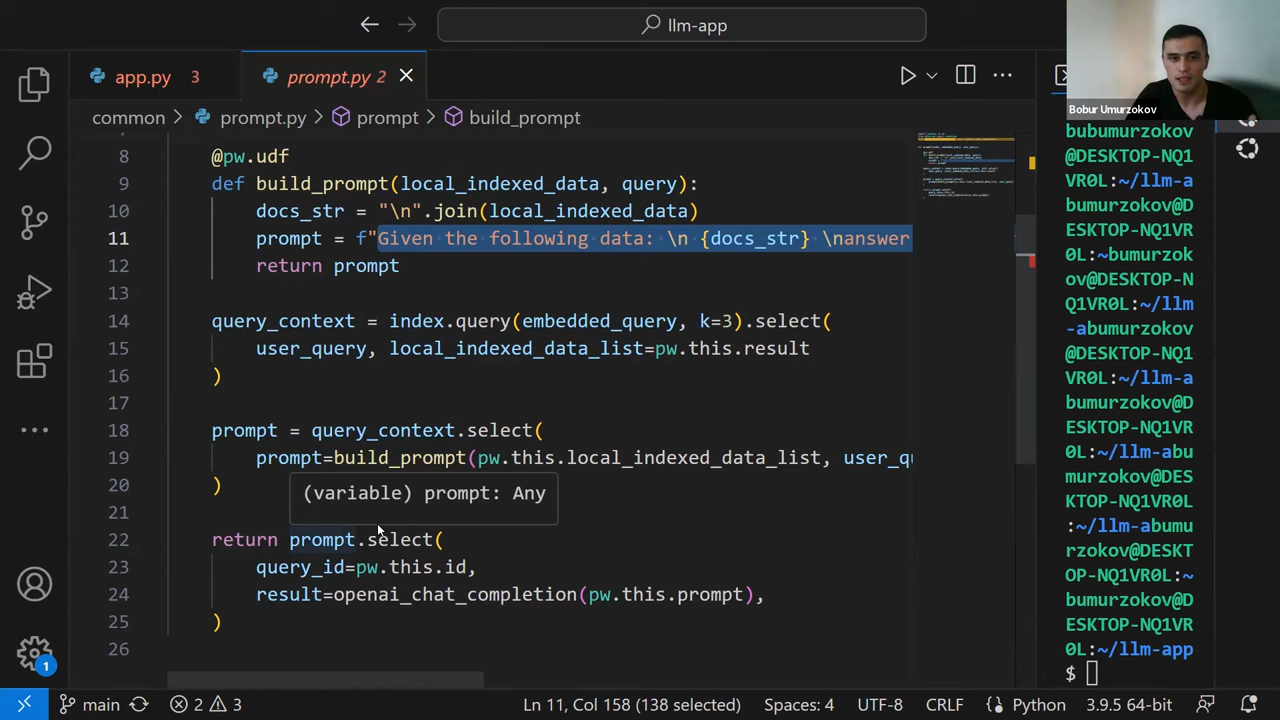 llm-app
app.py 3
prompt.py 2
Bobur Umurzokov
common > prompt.py > prompt > build_prompt
8 @pw.udf
9 def build_prompt(local_indexed_data, query):
10 docs_str = "\n".join(local_indexed_data)
11 prompt = f"Given the following data: \n {docs_str} \nanswer
12 return prompt
13
14 query_context = index.query(embedded_query, k=3).select(
15 user_query, local_indexed_data_list=pw.this.result
16 )
17
18 prompt = query_context.select(
19 prompt=build_prompt(pw.this.local_indexed_data_list, user_qu
20 )
(variable) prompt: Any
21
22 return prompt.select(
23 query_id=pw.this.id,
24 result=openai_chat_completion(pw.this.prompt),
25 )
26
bubumurzokov
@DESKTOP-NQ1
VR0L:~/llm-a
bumurzokov@D
ESKTOP-NQ1VR
0L:~bumurzok
ov@DESKTOP-N
Q1VR0L:~/llm
-abumurzokov
@DESKTOP-NQ1
VR0L:~/llm-a
bumurzokov@D
ESKTOP-NQ1VR
0L:~/llm-abu
murzokov@DES
KTOP-NQ1VR0L
:~/llm-abumu
rzokov@DESKT
OP-NQ1VR0L:~
bumurzokov@D
ESKTOP-NQ1VR
0L:~/llm-app
$
1
main
2 3
Ln 11, Col 158 (138 selected)
Spaces: 4
UTF-8
CRLF
Python
3.9.5 64-bit